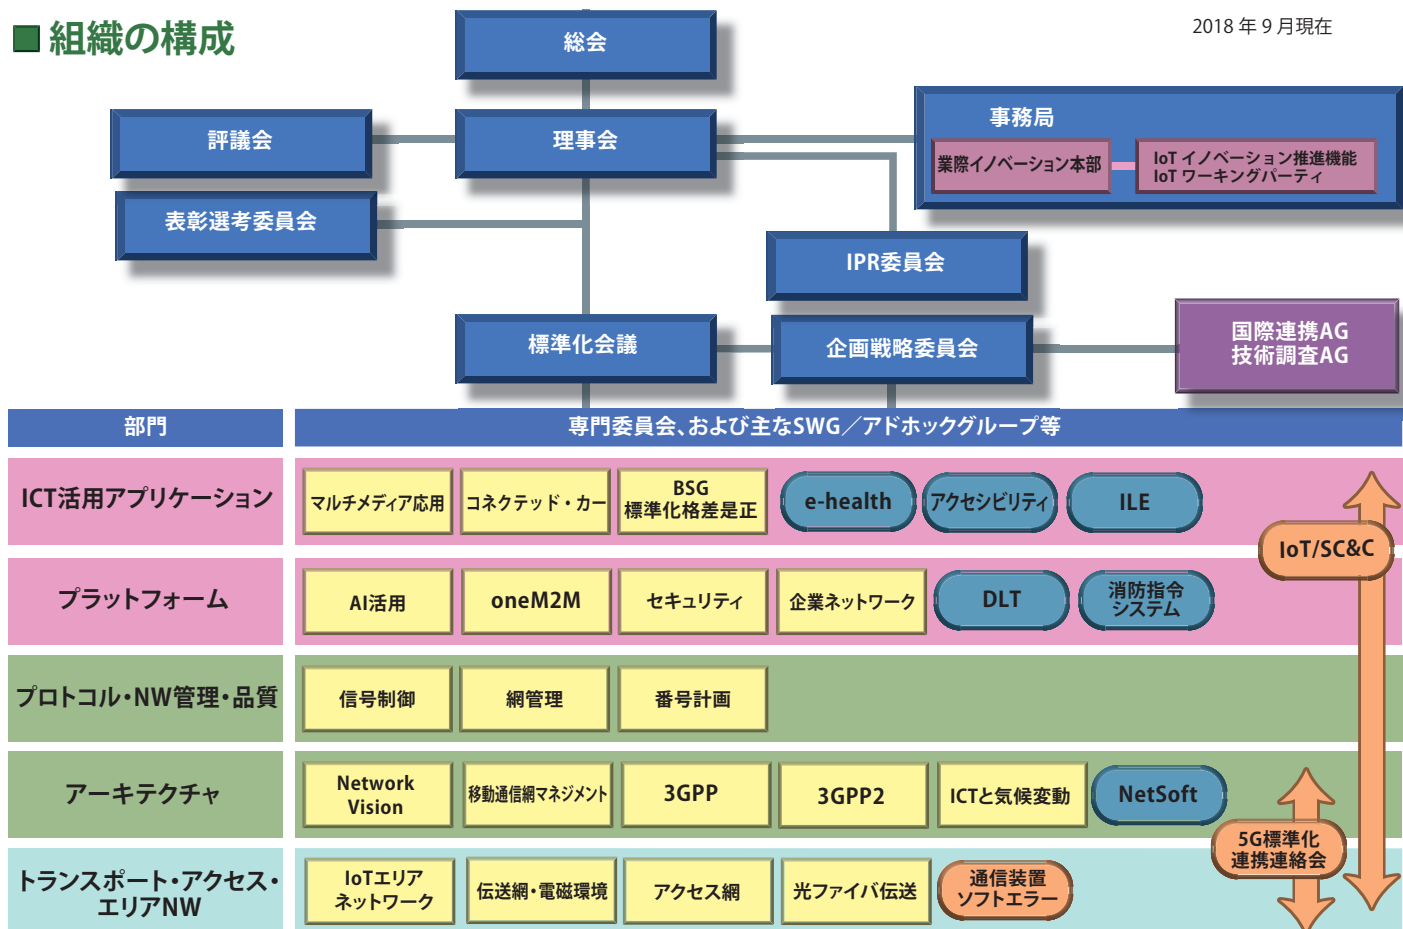 組織の構成
2018 年 9 月現在
総会
評議会
理事会
事務局
業際イノベーション本部
IoT イノベーション推進機能
IoT ワーキングパーティ
表彰選考委員会
IPR委員会
標準化会議
企画戦略委員会
国際連携AG
技術調査AG
部門
専門委員会、および主なSWG／アドホックグループ等
ICT活用アプリケーション
マルチメディア応用
コネクテッド・カー
BSG
標準化格差是正
e-health
アクセシビリティ
ILE
IoT/SC&C
プラットフォーム
AI活用
oneM2M
セキュリティ
企業ネットワーク
DLT
消防指令
システム
プロトコル・NW管理・品質
信号制御
網管理
番号計画
アーキテクチャ
Network
Vision
移動通信網マネジメント
3GPP
3GPP2
ICTと気候変動
NetSoft
5G標準化
連携連絡会
トランスポート・アクセス・
エリアNW
IoTエリア
ネットワーク
伝送網・電磁環境
アクセス網
光ファイバ伝送
通信装置
ソフトエラー